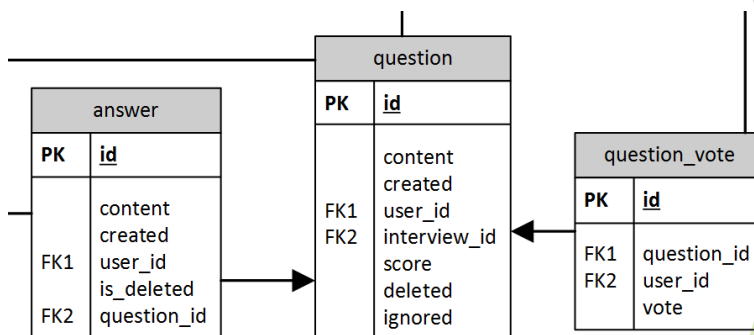 answer
PK id
content
created
FK1 user_id
is_deleted
FK2 question_id
question
PK id
content
created
FK1 user_id
FK2 interview_id
score
deleted
ignored
question_vote
PK id
FK1 question_id
FK2 user_id
vote